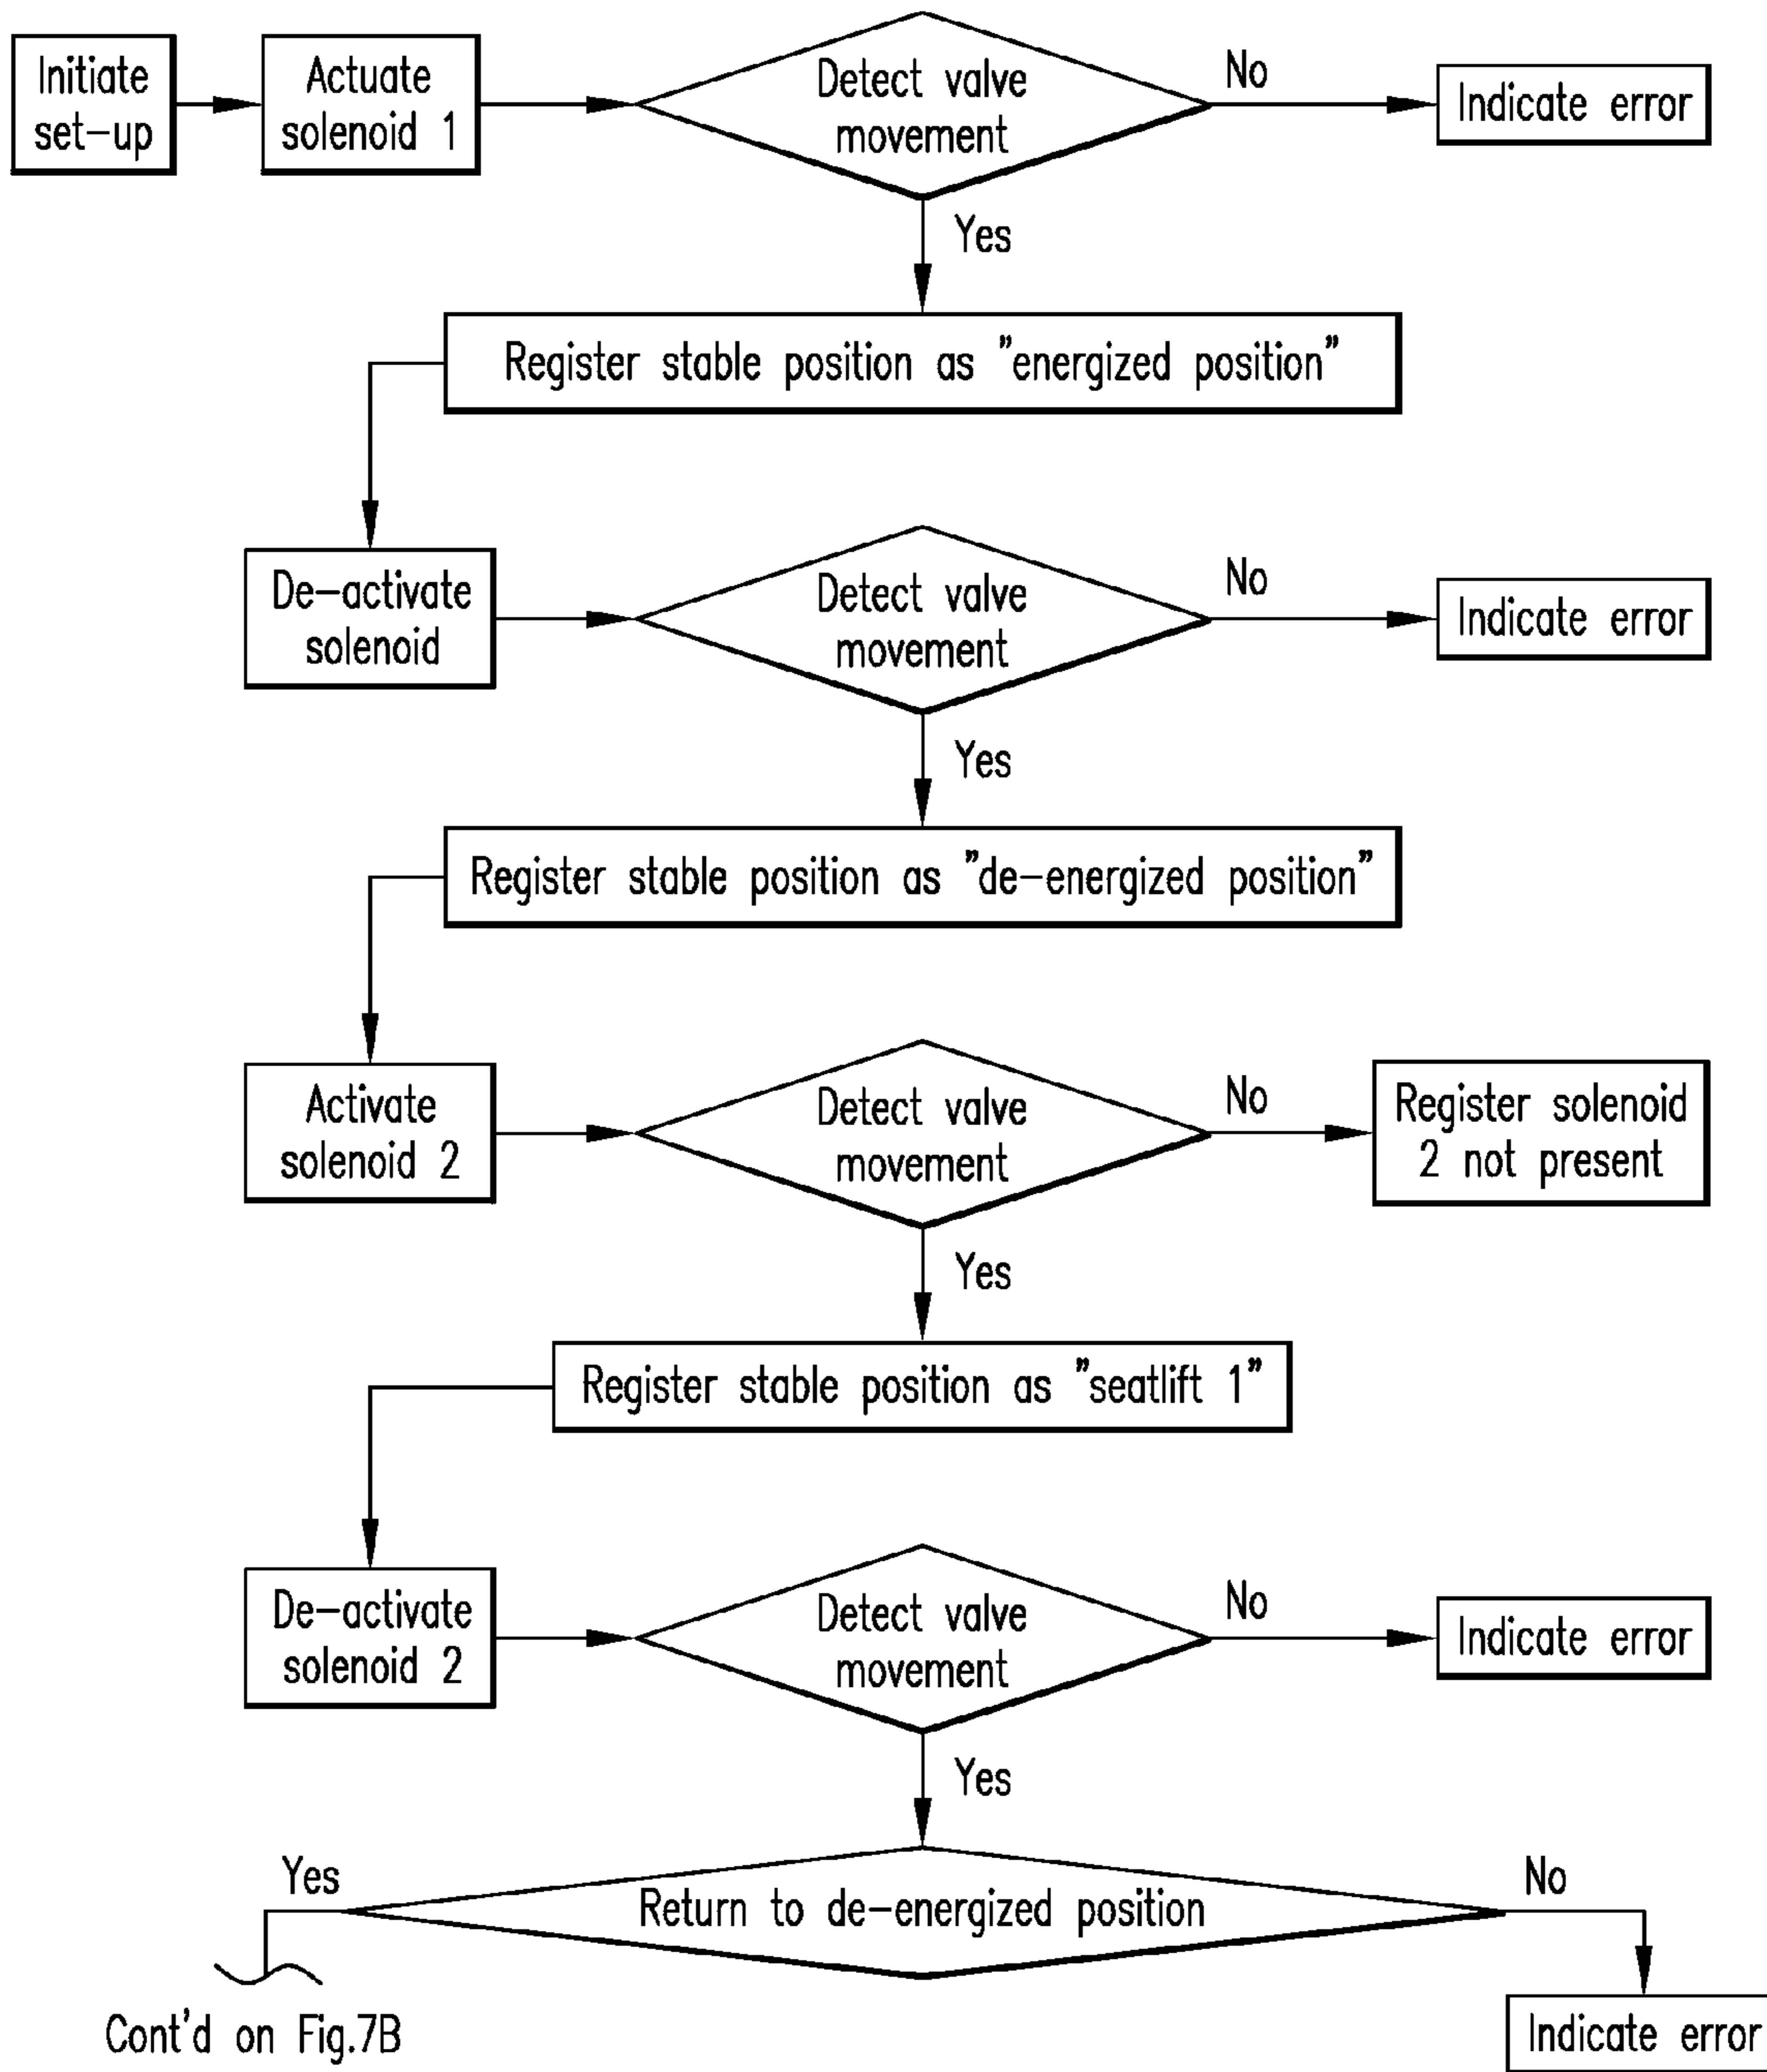 Initiate
set-up
Actuate
solenoid 1
Detect valve
movement
No
Indicate error
Yes
Register stable position as "energized position"
De-activate
solenoid
Detect valve
movement
No
Indicate error
Yes
Register stable position as "de-energized position"
Activate
solenoid 2
Detect valve
movement
No
Register solenoid
2 not present
Yes
Register stable position as "seatlift 1"
De-activate
solenoid 2
Detect valve
movement
No
Indicate error
Yes
Yes
Return to de-energized position
No
Cont'd on Fig.7B
Indicate error